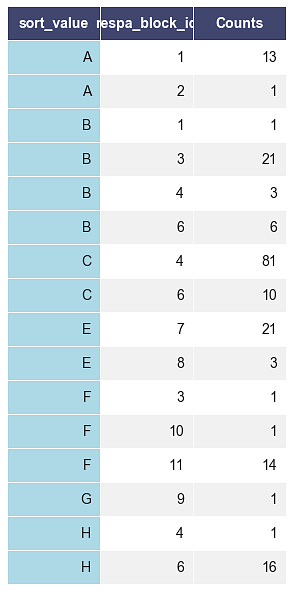 sort_value respa_block_id Counts
A 1 13
A 2 1
B 1 1
B 3 21
B 4 3
B 6 6
C 4 81
C 6 10
E 7 21
E 8 3
F 3 1
F 10 1
F 11 14
G 9 1
H 4 1
H 6 16